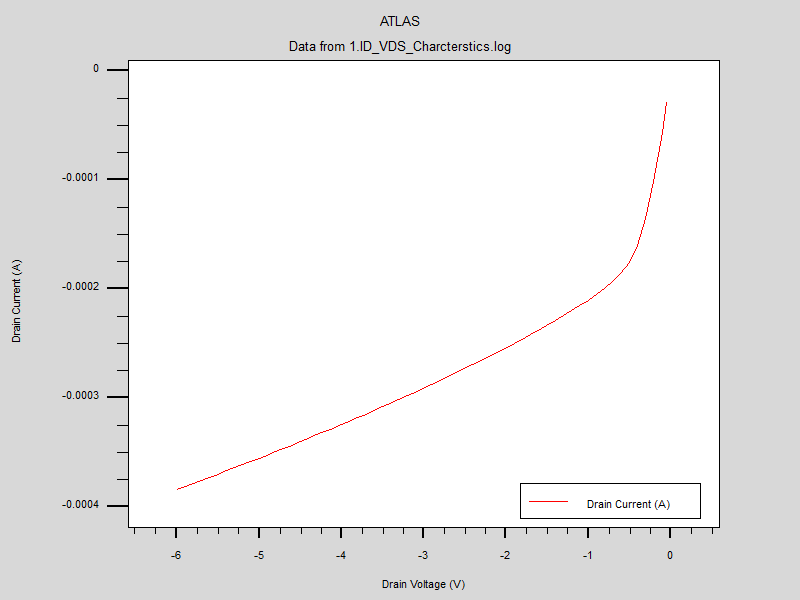 ATLAS
Data from 1.ID_VDS_Charcterstics.log
0
-0.0001
-0.0002
-0.0003
-0.0004
Drain Current (A)
Drain Current (A)
-6 -5 -4 -3 -2 -1 0
Drain Voltage (V)